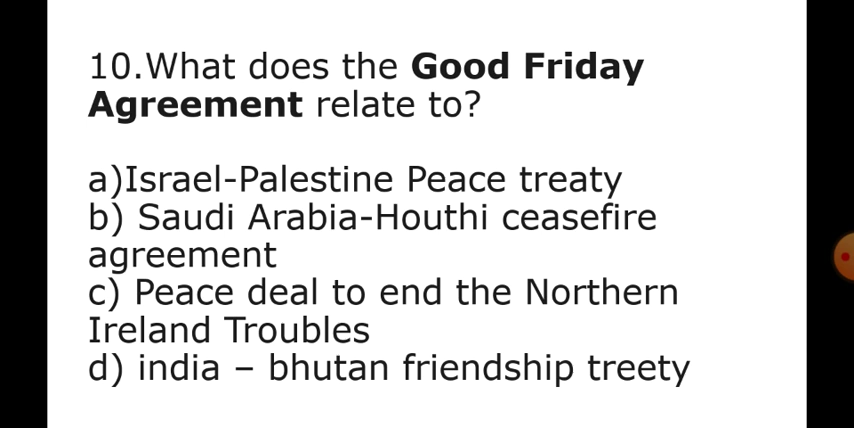 10.What does the Good Friday
Agreement relate to?
a)Israel-Palestine Peace treaty
b) Saudi Arabia-Houthi ceasefire
agreement
c) Peace deal to end the Northern
Ireland Troubles
d) india – bhutan friendship treety